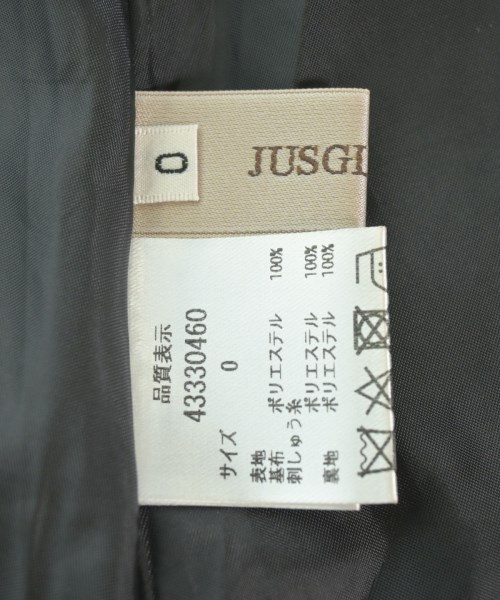 0
JUSGL
品質表示
43330460
サイズ 0
表地
基布 ポリエステル 100%
刺しゅう糸 ポリエステル 100%
裏地 ポリエステル 100%